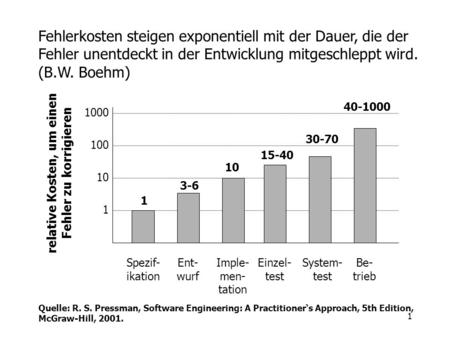 Fehlerkosten steigen exponentiell mit der Dauer, die der
Fehler unentdeckt in der Entwicklung mitgeschleppt wird.
(B.W. Boehm)
relative Kosten, um einen
Fehler zu korrigieren
1000
100
10
1
1
3-6
10
15-40
30-70
40-1000
Spezif-
ikation
Ent-
wurf
Imple-
men-
tation
Einzel-
test
System-
test
Be-
trieb
Quelle: R. S. Pressman, Software Engineering: A Practitioner's Approach, 5th Edition,
McGraw-Hill, 2001.
1